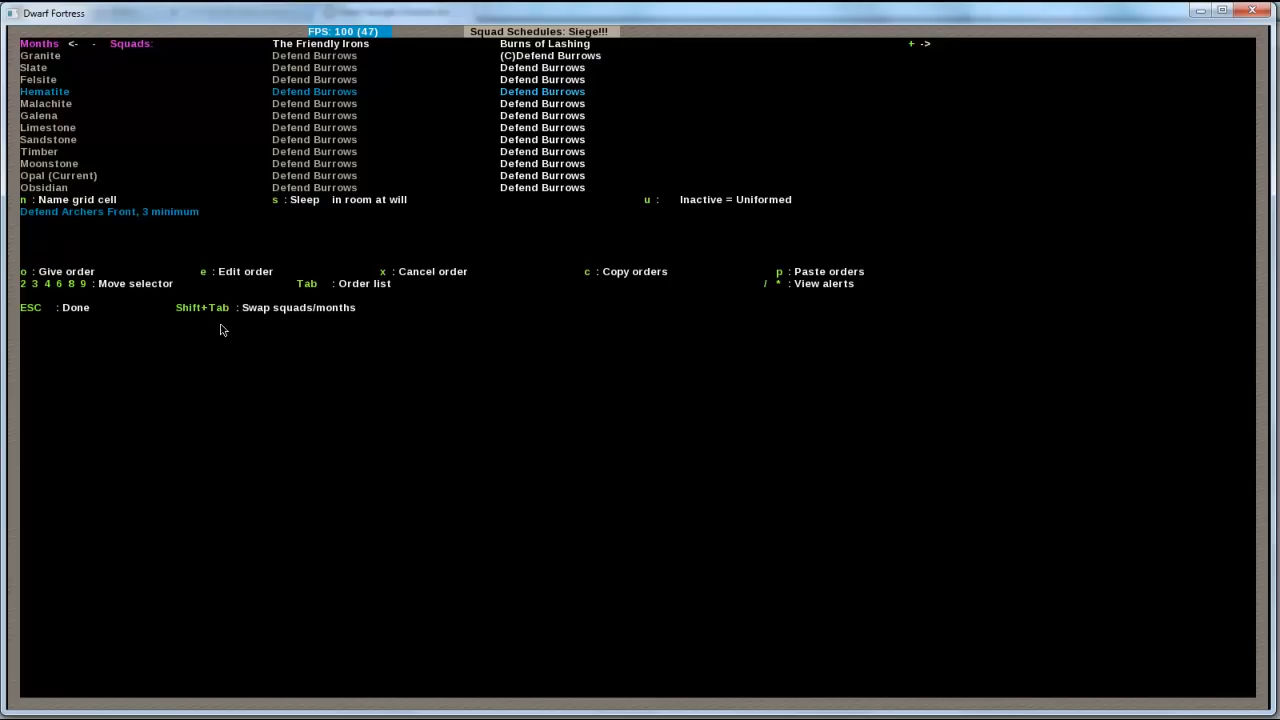 Dwarf Fortress
FPS: 100 (47) Squad Schedules: Siege!!!
Months <- - Squads: The Friendly Irons Burns of Lashing + ->
Granite Defend Burrows (C)Defend Burrows
Slate Defend Burrows Defend Burrows
Felsite Defend Burrows Defend Burrows
Hematite Defend Burrows Defend Burrows
Malachite Defend Burrows Defend Burrows
Galena Defend Burrows Defend Burrows
Limestone Defend Burrows Defend Burrows
Sandstone Defend Burrows Defend Burrows
Timber Defend Burrows Defend Burrows
Moonstone Defend Burrows Defend Burrows
Opal (Current) Defend Burrows Defend Burrows
Obsidian Defend Burrows Defend Burrows
n : Name grid cell s : Sleep in room at will u : Inactive = Uniformed
Defend Archers Front, 3 minimum
o : Give order e : Edit order x : Cancel order c : Copy orders p : Paste orders
2 3 4 6 8 9 : Move selector Tab : Order list / * : View alerts
ESC : Done Shift+Tab : Swap squads/months